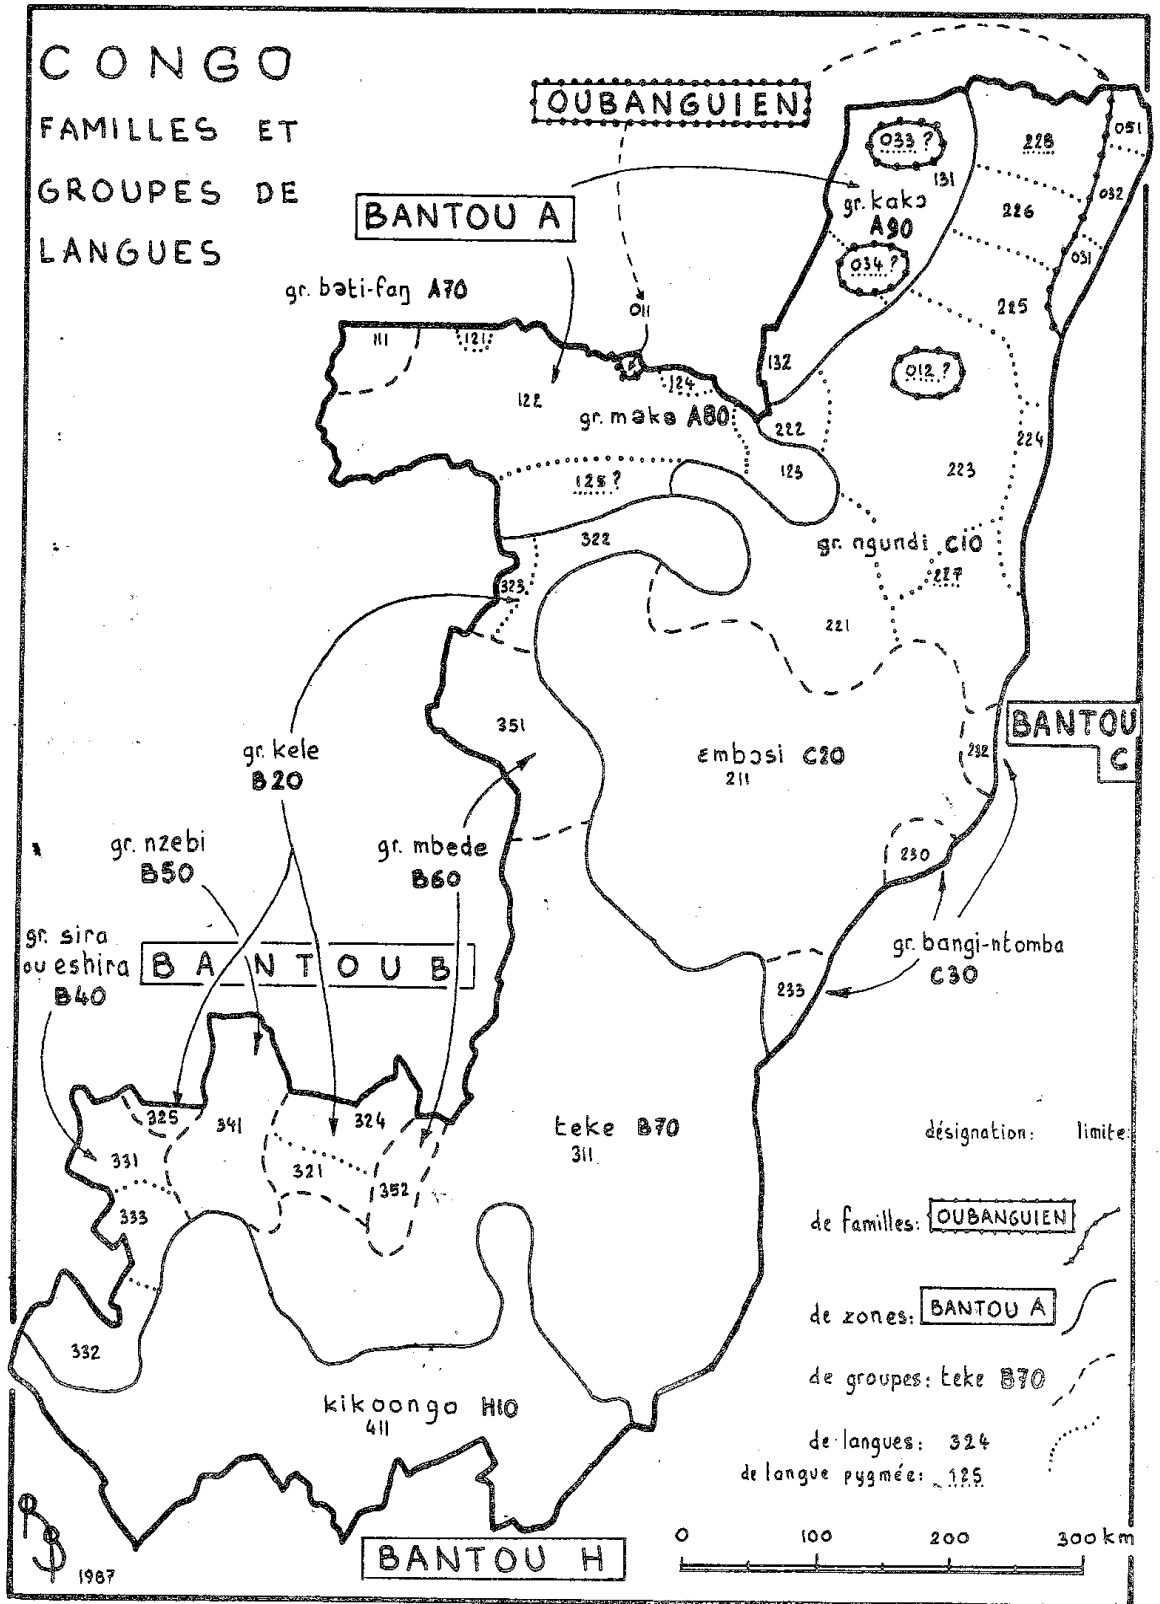 CONGO
FAMILLES ET
GROUPES DE
LANGUES
OUBANGUIEN
BANTOU A
033 ?
131
228
051
032
gr. kakɔ
A90
226
034 ?
031
gr. bəti-faŋ A70
011
225
111
121
132
012 ?
122
124
gr. məkə A80
222
224
123
223
125 ?
322
gr. ngundi C10
227
323
221
351
BANTOU
C
gr. kele
B20
ɛmbɔsi C20
211
232
gr. nzebi
B50
gr. mbede
B60
230
gr. sira
ou eshira
B40
BANTOU B
gr. bangi-ntomba
C30
233
325
341
324
teke B70
311
désignation: limite:
331
321
352
333
de familles: OUBANGUIEN
de zones: BANTOU A
332
de groupes: teke B70
kikoongo H10
411
de langues: 324
de langue pygmée: 125
BANTOU H
0 100 200 300 km
1987